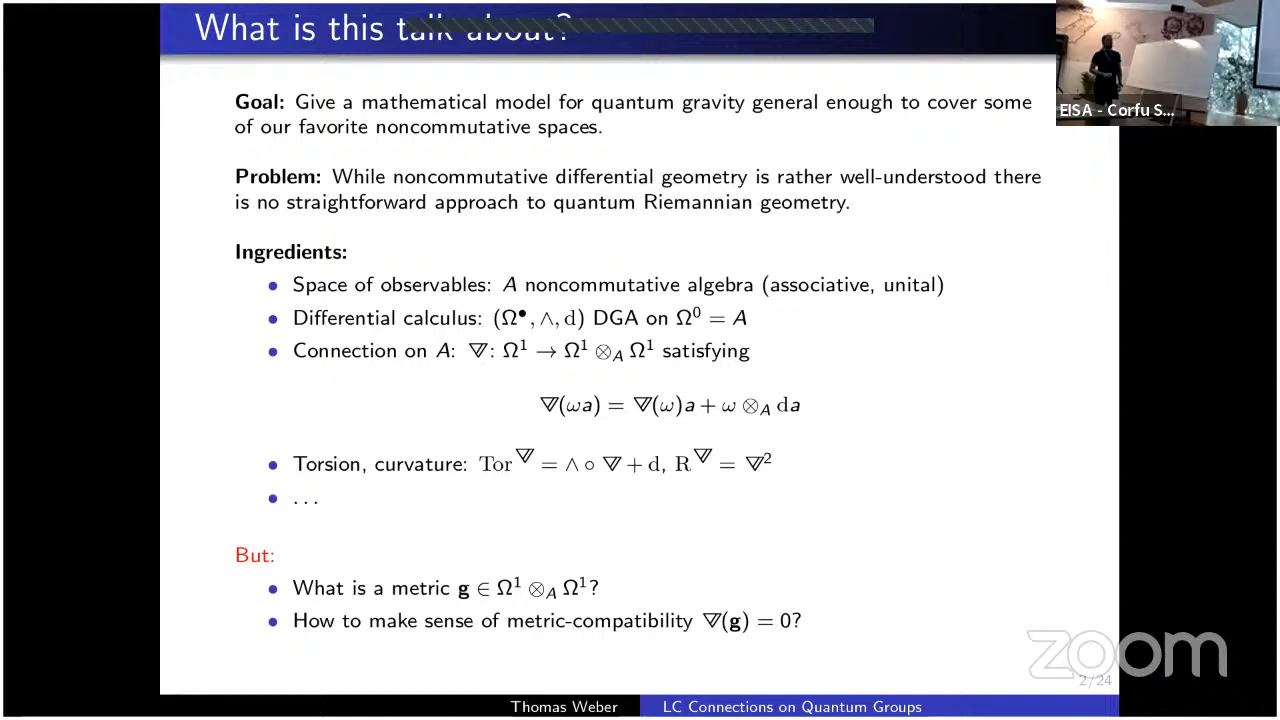 What is this talk about?
EISA - Corfu S...
Goal: Give a mathematical model for quantum gravity general enough to cover some
of our favorite noncommutative spaces.
Problem: While noncommutative differential geometry is rather well-understood there
is no straightforward approach to quantum Riemannian geometry.
Ingredients:
• Space of observables: A noncommutative algebra (associative, unital)
• Differential calculus: (Ω•, ∧, d) DGA on Ω⁰ = A
• Connection on A: ∇: Ω¹ → Ω¹ ⊗_A Ω¹ satisfying
∇(ωa) = ∇(ω)a + ω ⊗_A da
• Torsion, curvature: Tor^∇ = ∧ ∘ ∇ + d, R^∇ = ∇²
• ...
But:
• What is a metric g ∈ Ω¹ ⊗_A Ω¹?
• How to make sense of metric-compatibility ∇(g) = 0?
zoom
2/24
Thomas Weber LC Connections on Quantum Groups